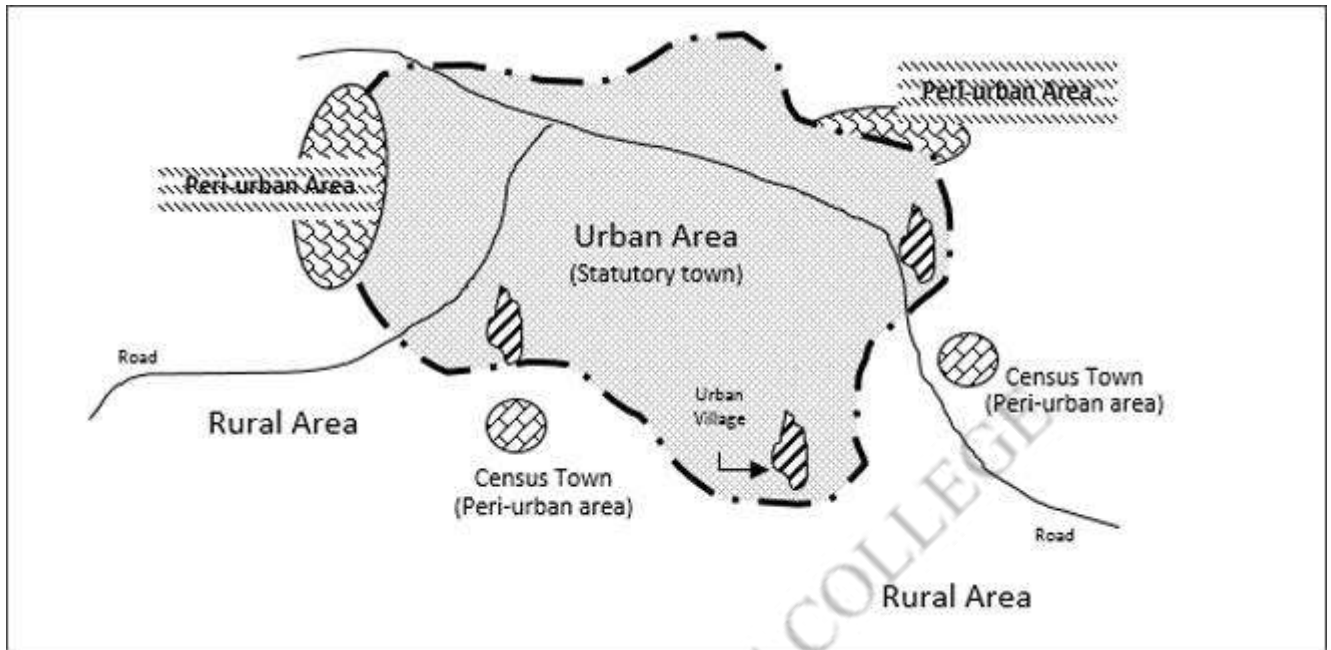 Peri-urban Area
Peri-urban Area
Urban Area
(Statutory town)
Road
Rural Area
Urban
Village
Census Town
(Peri-urban area)
Census Town
(Peri-urban area)
Road
Rural Area
COLLEGE